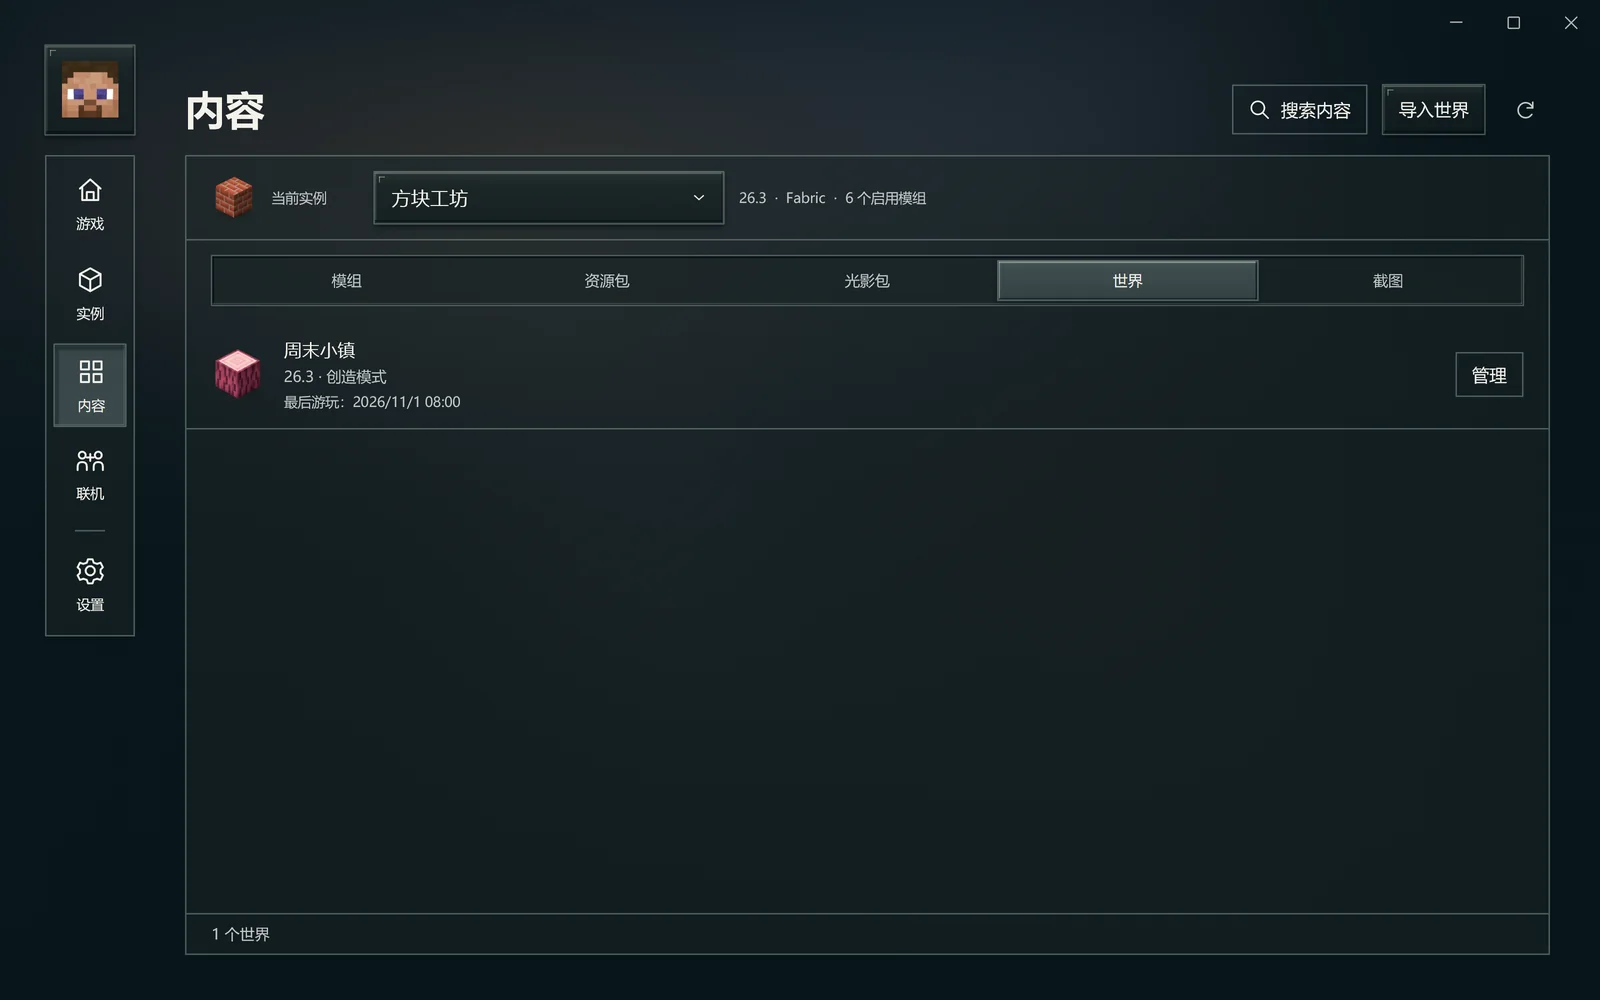 内容
搜索内容
导入世界
游戏
实例
内容
联机
设置
当前实例
方块工坊
26.3 · Fabric · 6 个启用模组
模组
资源包
光影包
世界
截图
周末小镇
26.3 · 创造模式
最后游玩：2026/11/1 08:00
管理
1 个世界